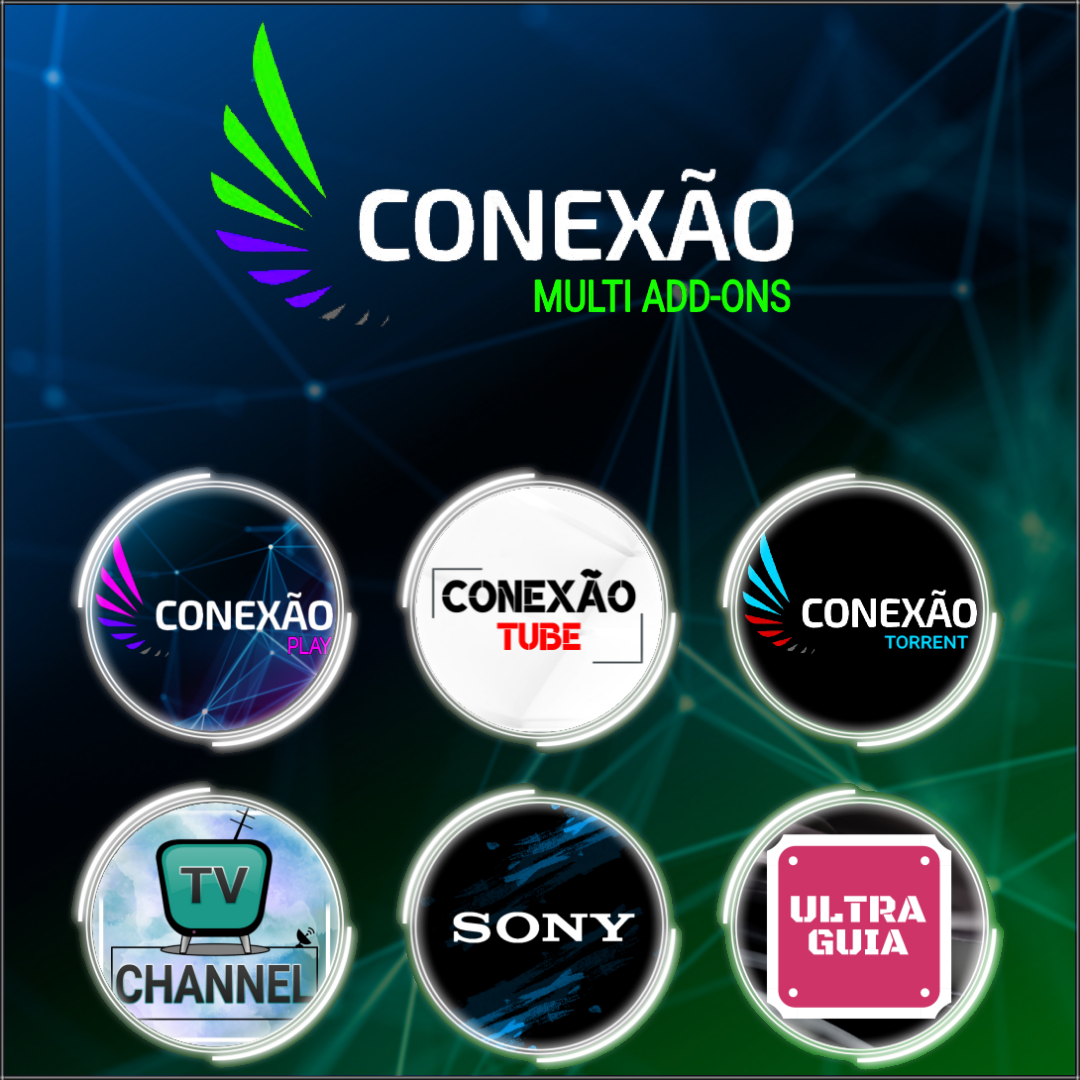 CONEXÃO
MULTI ADD-ONS
CONEXÃO
PLAY
CONEXÃO
TUBE
CONEXÃO
TORRENT
TV
CHANNEL
SONY
ULTRA
GUIA